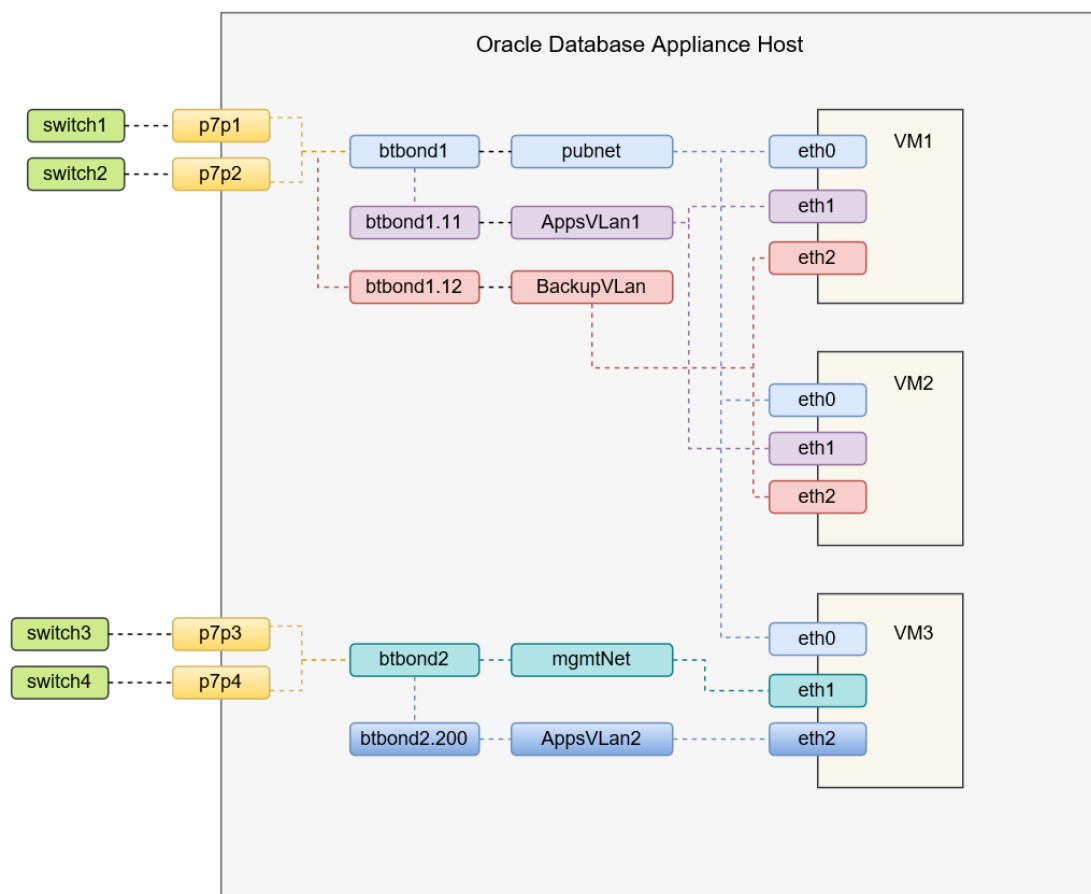 Oracle Database Appliance Host
switch1
p7p1
switch2
p7p2
btbond1
pubnet
eth0
VM1
btbond1.11
AppsVLan1
eth1
btbond1.12
BackupVLan
eth2
eth0
VM2
eth1
eth2
switch3
p7p3
switch4
p7p4
btbond2
mgmtNet
eth0
VM3
eth1
btbond2.200
AppsVLan2
eth2